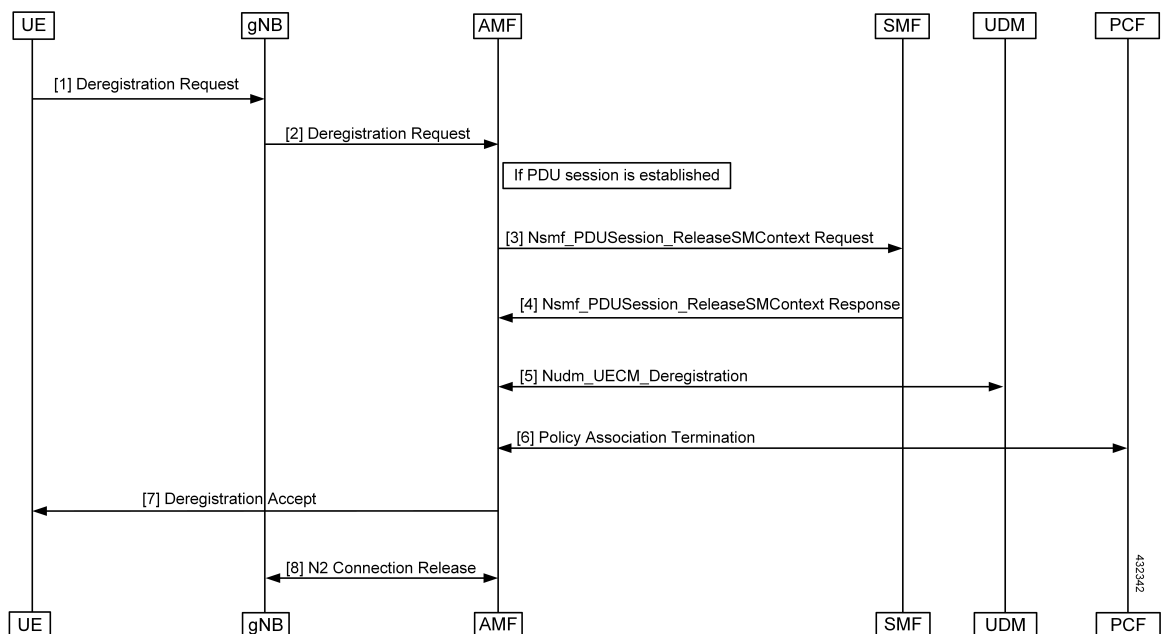 UE
gNB
AMF
SMF
UDM
PCF
[1] Deregistration Request
[2] Deregistration Request
If PDU session is established
[3] Nsmf_PDUSession_ReleaseSMContext Request
[4] Nsmf_PDUSession_ReleaseSMContext Response
[5] Nudm_UECM_Deregistration
[6] Policy Association Termination
[7] Deregistration Accept
[8] N2 Connection Release
432342
UE
gNB
AMF
SMF
UDM
PCF